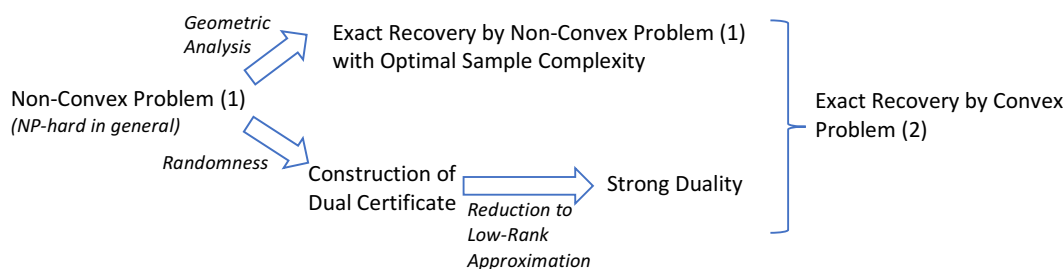 Geometric
Analysis
Exact Recovery by Non-Convex Problem (1)
with Optimal Sample Complexity
Non-Convex Problem (1)
(NP-hard in general)
Randomness
Construction of
Dual Certificate
Reduction to
Low-Rank
Approximation
Strong Duality
Exact Recovery by Convex
Problem (2)